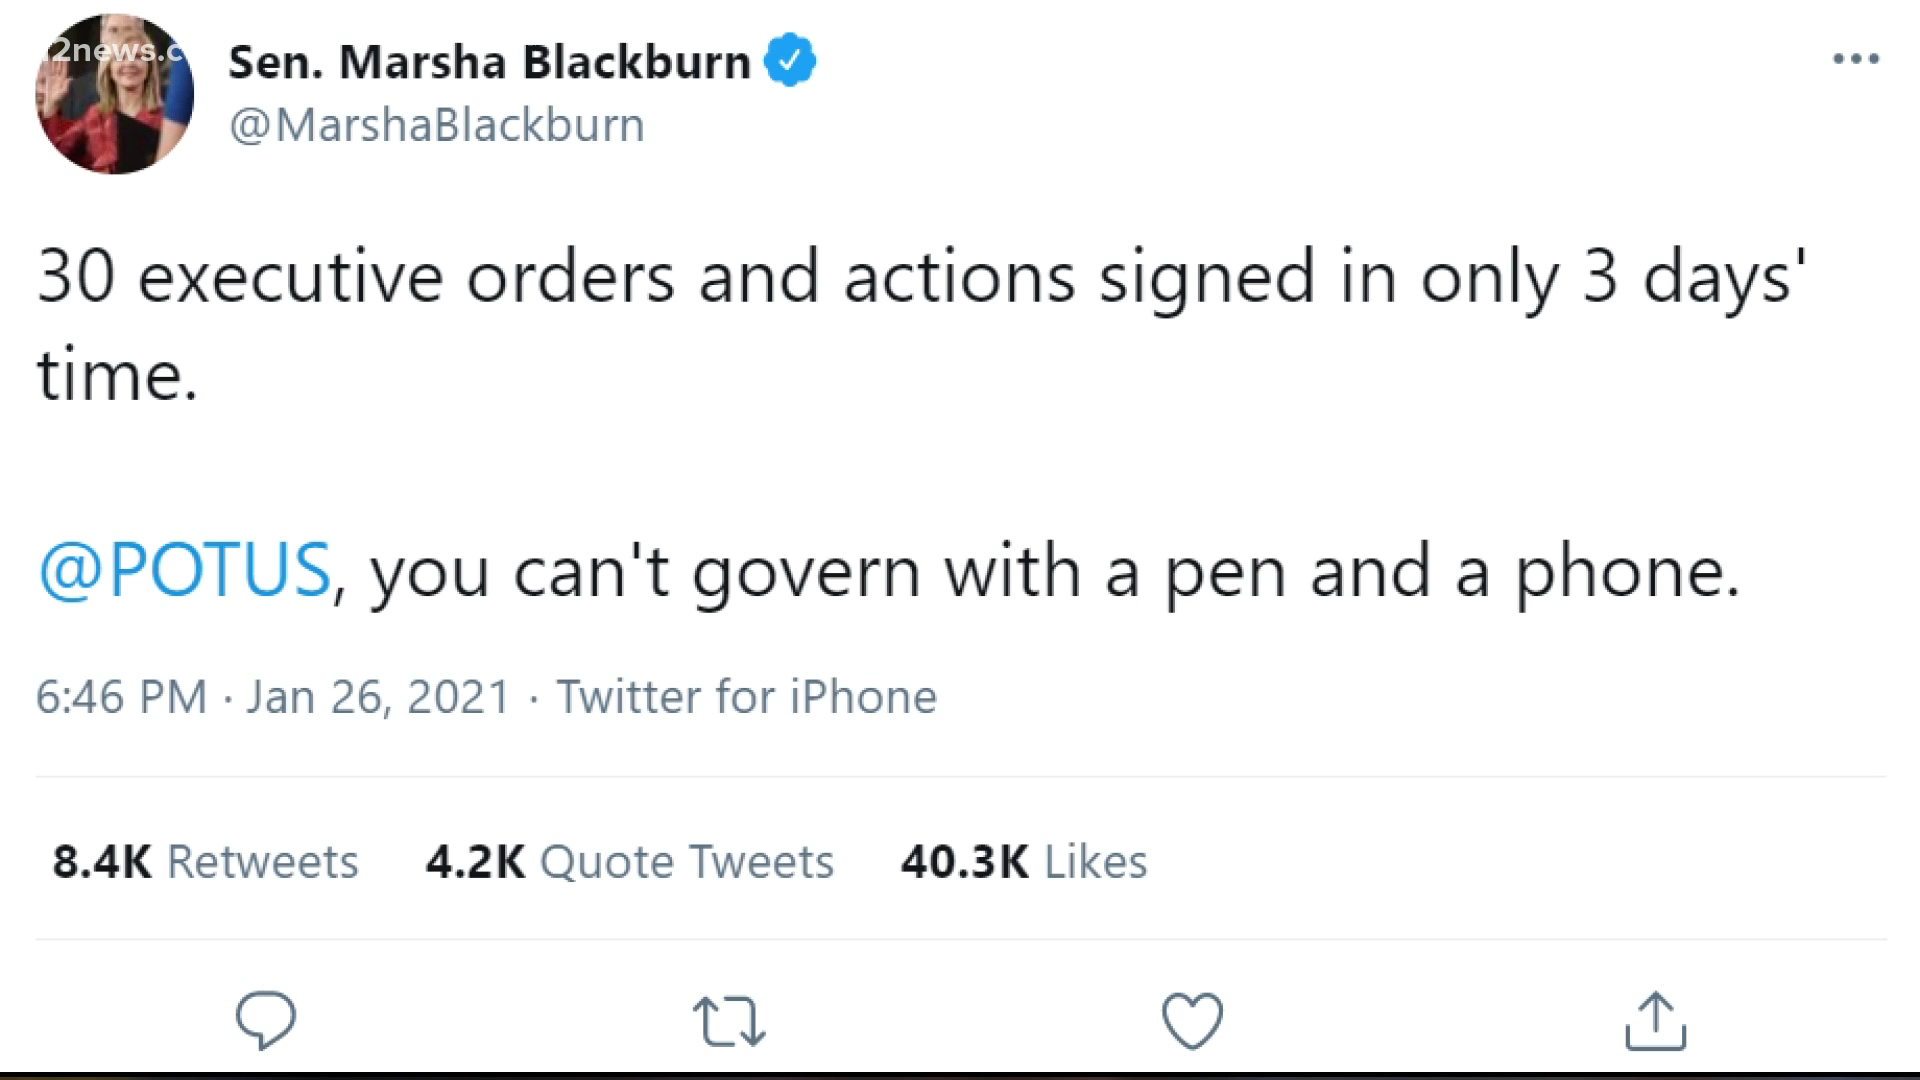 Sen. Marsha Blackburn
@MarshaBlackburn
30 executive orders and actions signed in only 3 days'
time.
@POTUS, you can't govern with a pen and a phone.
6:46 PM · Jan 26, 2021 · Twitter for iPhone
8.4K Retweets 4.2K Quote Tweets 40.3K Likes